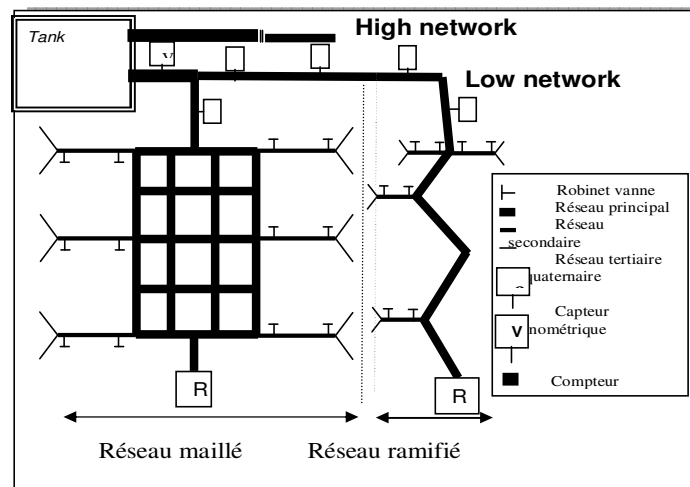 Tank
High network
V
Low network
Robinet vanne
Réseau principal
Réseau
secondaire
Réseau tertiaire
quaternaire
Capteur
V
nométrique
Compteur
R
R
Réseau maillé
Réseau ramifié